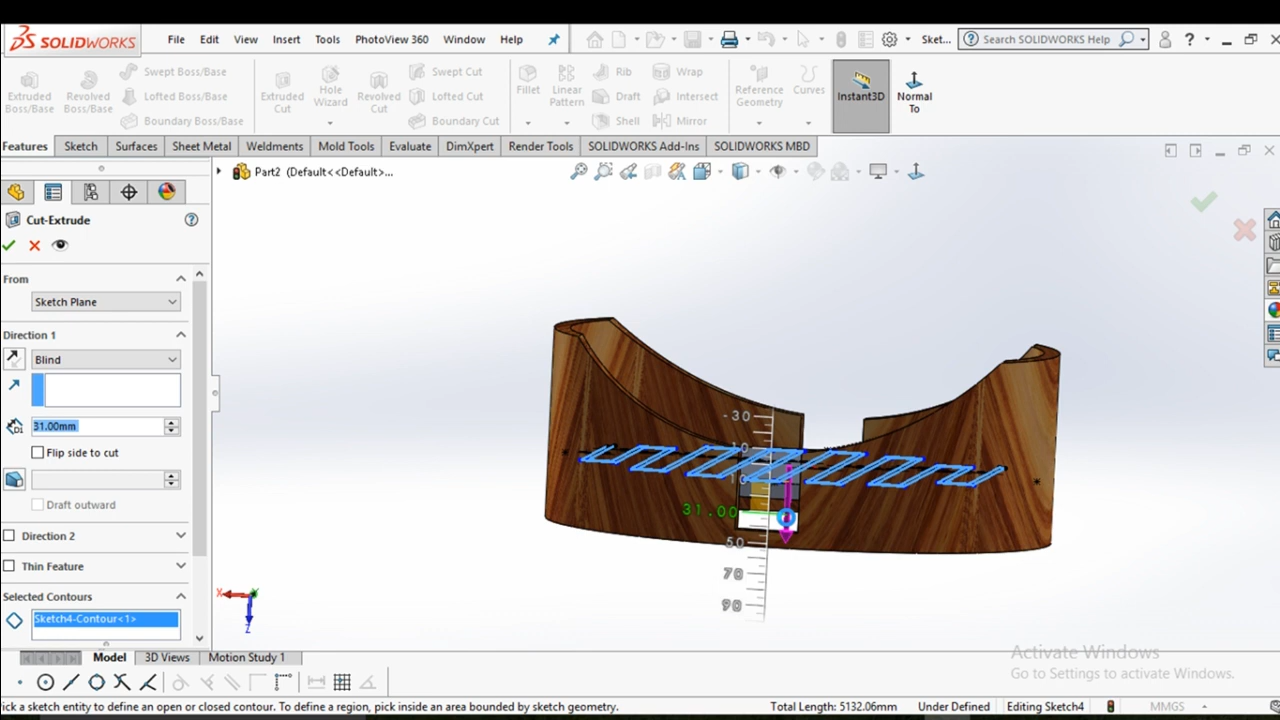 DS SOLIDWORKS File Edit View Insert Tools PhotoView 360 Window Help Sket... Search SOLIDWORKS Help ?
Extruded Boss/Base Revolved Boss/Base Swept Boss/Base Extruded Cut Hole Wizard Revolved Cut Swept Cut Fillet Linear Pattern Rib Wrap Reference Geometry Curves Instant3D Normal To
Lofted Boss/Base Lofted Cut Draft Intersect
Boundary Boss/Base Boundary Cut Shell Mirror
Features Sketch Surfaces Sheet Metal Weldments Mold Tools Evaluate DimXpert Render Tools SOLIDWORKS Add-Ins SOLIDWORKS MBD
Part2 (Default<<Default>...
Cut-Extrude
From
Sketch Plane
Direction 1
Blind
31.00mm
Flip side to cut
Draft outward
Direction 2
Thin Feature
Selected Contours
Sketch4-Contour<1>
-30
10
10
31.00
50
70
90
X
Z
Activate Windows
Go to Settings to activate Windows.
Model 3D Views Motion Study 1
ick a sketch entity to define an open or closed contour. To define a region, pick inside an area bounded by sketch geometry. Total Length: 5132.06mm Under Defined Editing Sketch4 MMGS